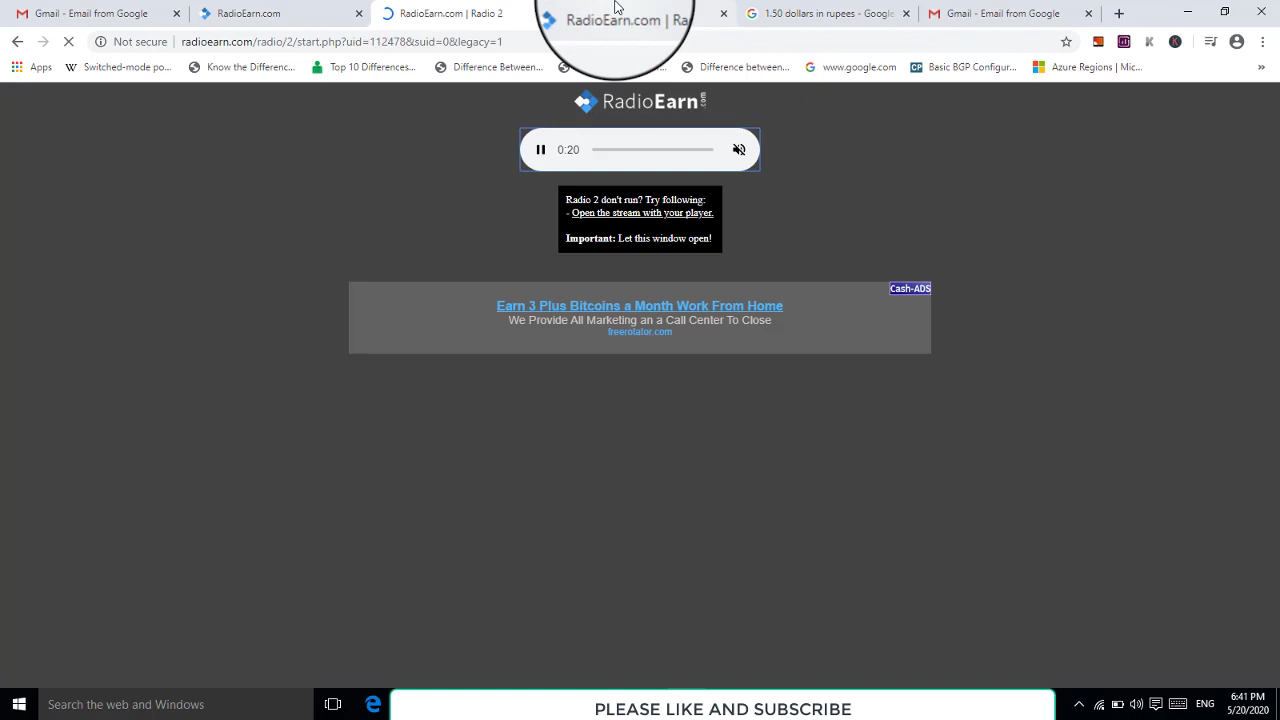 Gmail - Email from Google
RadioEarn.com
RadioEarn.com | Radio 2
RadioEarn.com | Ra
1.50 dollars in rupees - Google
Gmail - Email from Google
Not secure
radioearn.com/radio/2/start.php?uid=112478&suid=0&legacy=1
Apps
Switched-mode po...
Know the Differenc...
Top 10 Differences...
Difference Between...
Difference between...
www.google.com
Basic BGP Configur...
Azure Regions | Mic...
RadioEarn.com
0:20
Radio 2 don't run? Try following:
- Open the stream with your player.
Important: Let this window open!
Cash-ADS
Earn 3 Plus Bitcoins a Month Work From Home
We Provide All Marketing an a Call Center To Close
freerotator.com
Search the web and Windows
PLEASE LIKE AND SUBSCRIBE
ENG
6:41 PM
5/20/2020